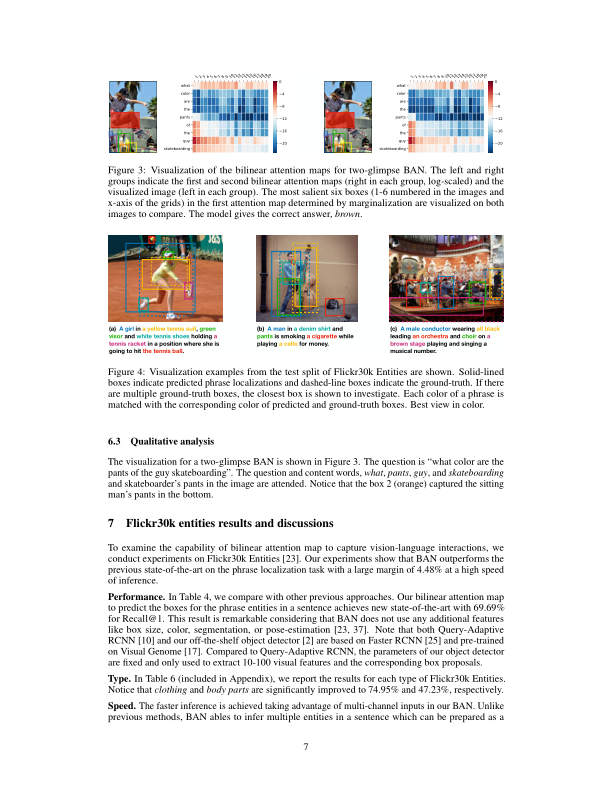 what
color
are
the
pants
of
the
guy
skateboarding
0
−4
−8
−12
−16
−20
what
color
are
the
pants
of
the
guy
skateboarding
0
−4
−8
−12
−16
−20
Figure 3: Visualization of the bilinear attention maps for two-glimpse BAN. The left and right
groups indicate the first and second bilinear attention maps (right in each group, log-scaled) and the
visualized image (left in each group). The most salient six boxes (1-6 numbered in the images and
x-axis of the grids) in the first attention map determined by marginalization are visualized on both
images to compare. The model gives the correct answer, brown.
(a) A girl in a yellow tennis suit, green
visor and white tennis shoes holding a
tennis racket in a position where she is
going to hit the tennis ball.
(b) A man in a denim shirt and
pants is smoking a cigarette while
playing a cello for money.
(c) A male conductor wearing all black
leading an orchestra and choir on a
brown stage playing and singing a
musical number.
Figure 4: Visualization examples from the test split of Flickr30k Entities are shown. Solid-lined
boxes indicate predicted phrase localizations and dashed-line boxes indicate the ground-truth. If there
are multiple ground-truth boxes, the closest box is shown to investigate. Each color of a phrase is
matched with the corresponding color of predicted and ground-truth boxes. Best view in color.
6.3 Qualitative analysis
The visualization for a two-glimpse BAN is shown in Figure 3. The question is “what color are the
pants of the guy skateboarding”. The question and content words, what, pants, guy, and skateboarding
and skateboarder’s pants in the image are attended. Notice that the box 2 (orange) captured the sitting
man’s pants in the bottom.
7 Flickr30k entities results and discussions
To examine the capability of bilinear attention map to capture vision-language interactions, we
conduct experiments on Flickr30k Entities [23]. Our experiments show that BAN outperforms the
previous state-of-the-art on the phrase localization task with a large margin of 4.48% at a high speed
of inference.
Performance. In Table 4, we compare with other previous approaches. Our bilinear attention map
to predict the boxes for the phrase entities in a sentence achieves new state-of-the-art with 69.69%
for Recall@1. This result is remarkable considering that BAN does not use any additional features
like box size, color, segmentation, or pose-estimation [23, 37]. Note that both Query-Adaptive
RCNN [10] and our off-the-shelf object detector [2] are based on Faster RCNN [25] and pre-trained
on Visual Genome [17]. Compared to Query-Adaptive RCNN, the parameters of our object detector
are fixed and only used to extract 10-100 visual features and the corresponding box proposals.
Type. In Table 6 (included in Appendix), we report the results for each type of Flickr30k Entities.
Notice that clothing and body parts are significantly improved to 74.95% and 47.23%, respectively.
Speed. The faster inference is achieved taking advantage of multi-channel inputs in our BAN. Unlike
previous methods, BAN ables to infer multiple entities in a sentence which can be prepared as a
7